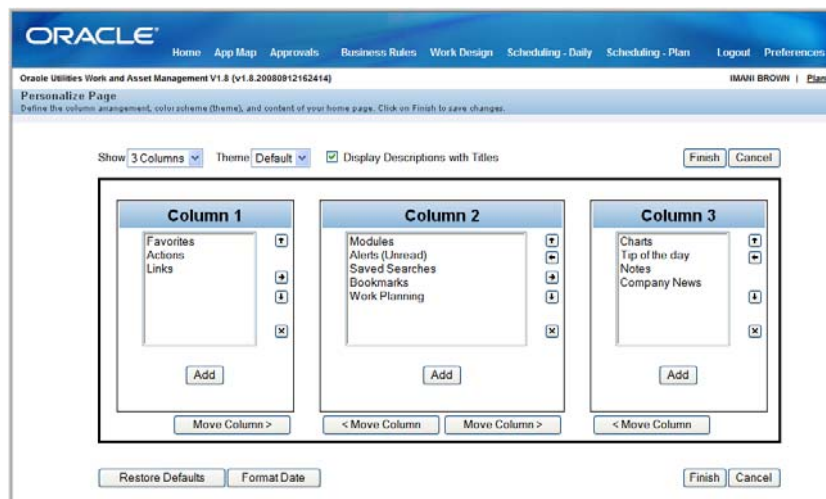 ORACLE
Home App Map Approvals Business Rules Work Design Scheduling - Daily Scheduling - Plan Logout Preferences
Oracle Utilities Work and Asset Management V1.8 (v1.8.20080912162414) IMANI BROWN | Plan
Personalize Page
Define the column arrangement, color scheme (theme), and content of your home page. Click on Finish to save changes.
Show 3 Columns Theme Default Display Descriptions with Titles Finish Cancel
Column 1
Favorites
Actions
Links
Add
Move Column >
Column 2
Modules
Alerts (Unread)
Saved Searches
Bookmarks
Work Planning
Add
< Move Column Move Column >
Column 3
Charts
Tip of the day
Notes
Company News
Add
< Move Column
Restore Defaults Format Date Finish Cancel